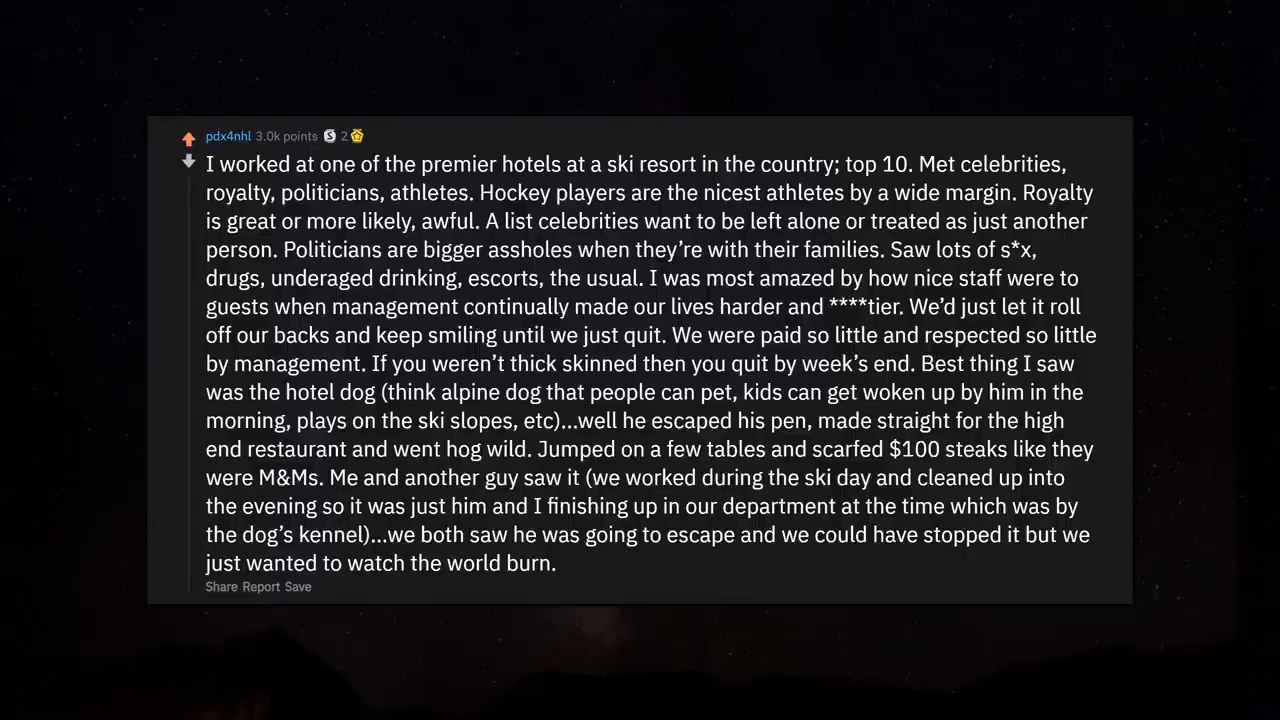 pdx4nhl 3.0k points S 2
I worked at one of the premier hotels at a ski resort in the country; top 10. Met celebrities,
royalty, politicians, athletes. Hockey players are the nicest athletes by a wide margin. Royalty
is great or more likely, awful. A list celebrities want to be left alone or treated as just another
person. Politicians are bigger assholes when they’re with their families. Saw lots of s*x,
drugs, underaged drinking, escorts, the usual. I was most amazed by how nice staff were to
guests when management continually made our lives harder and ****tier. We’d just let it roll
off our backs and keep smiling until we just quit. We were paid so little and respected so little
by management. If you weren’t thick skinned then you quit by week’s end. Best thing I saw
was the hotel dog (think alpine dog that people can pet, kids can get woken up by him in the
morning, plays on the ski slopes, etc)...well he escaped his pen, made straight for the high
end restaurant and went hog wild. Jumped on a few tables and scarfed $100 steaks like they
were M&Ms. Me and another guy saw it (we worked during the ski day and cleaned up into
the evening so it was just him and I finishing up in our department at the time which was by
the dog’s kennel)...we both saw he was going to escape and we could have stopped it but we
just wanted to watch the world burn.
Share Report Save